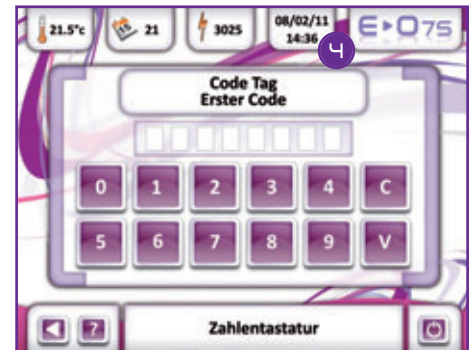 21.5°c 21 3025 08/02/11 E▸O75
14:36
4
Code Tag
Erster Code
0 1 2 3 4 C
5 6 7 8 9 V
? Zahlentastatur